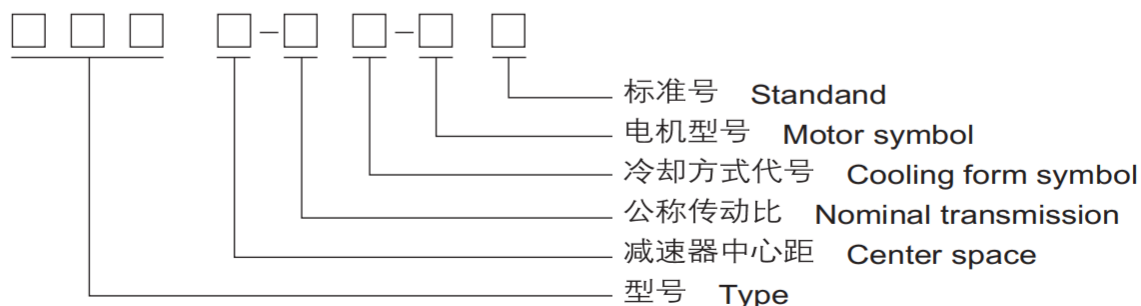 □ □ □ □-□ □-□ □
标准号 Standand
电机型号 Motor symbol
冷却方式代号 Cooling form symbol
公称传动比 Nominal transmission
减速器中心距 Center space
型号 Type